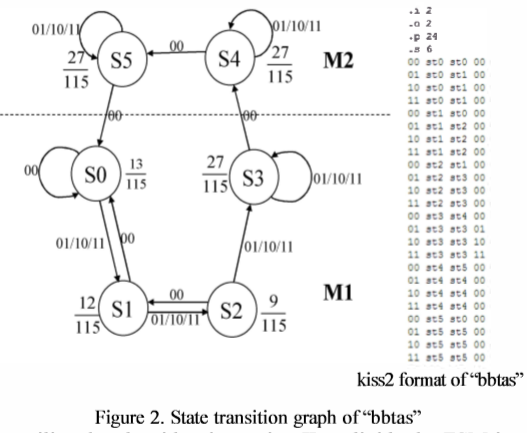 01/10/11
01/10/11
00
27
115
S5
S4
27
115
M2
00
00
00
S0
13
115
27
115
S3
01/10/11
01/10/11
00
01/10/11
12
115
S1
00
01/10/11
S2
9
115
M1
.i 2
.o 2
.p 24
.s 6
00 st0 st0 00
01 st0 st1 00
10 st0 st1 00
11 st0 st1 00
00 st1 st0 00
01 st1 st2 00
10 st1 st2 00
11 st1 st2 00
00 st2 st1 00
01 st2 st3 00
10 st2 st3 00
11 st2 st3 00
00 st3 st4 00
01 st3 st3 01
10 st3 st3 10
11 st3 st3 11
00 st4 st5 00
01 st4 st4 00
10 st4 st4 00
11 st4 st4 00
00 st5 st0 00
01 st5 st5 00
10 st5 st5 00
11 st5 st5 00
kiss2 format of “bbtas”
Figure 2. State transition graph of “bbtas”